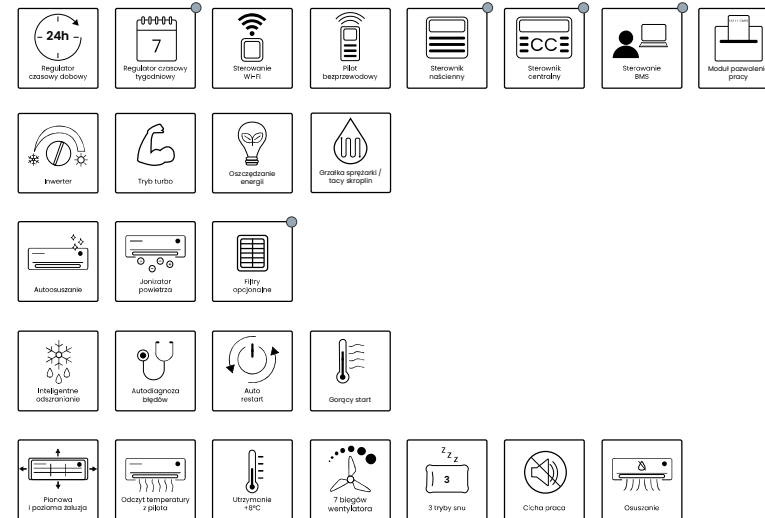 24h
Regulator
czasowy dobowy
7
Regulator czasowy
tygodniowy
Sterowanie
Wi-Fi
Pilot
bezprzewodowy
Sterownik
naścienny
CC
Sterownik
centralny
Sterowanie
BMS
Moduł pozwoleni
pracy
Inwerter
Tryb turbo
Oszczędzanie
energii
Grzałka sprężarki /
tacy skroplin
Autoosuszanie
Jonizator
powietrza
Filtry
opcjonalne
Inteligentne
odszranianie
Autodiagnoza
błędów
Auto
restart
Gorący start
Pionowa
i pozioma żaluzja
Odczyt temperatury
z pilota
Utrzymanie
+8°C
7 biegów
wentylatora
Z Z Z
3
3 tryby snu
Cicha praca
Osuszanie